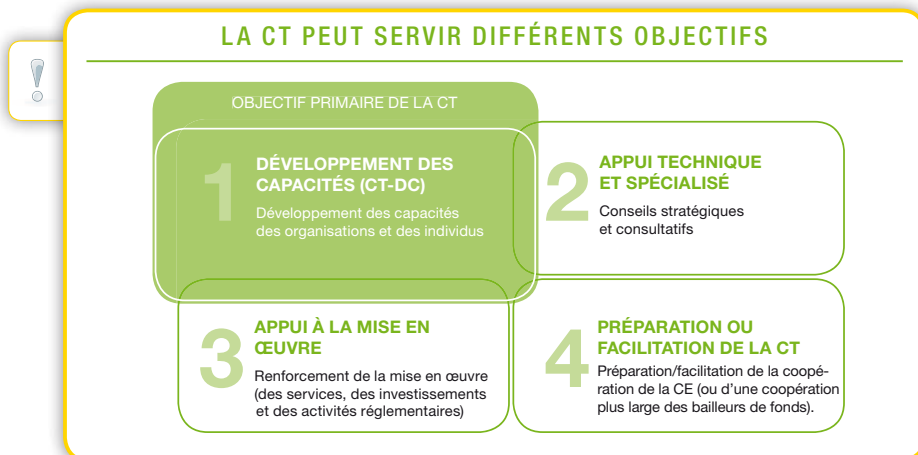 LA CT PEUT SERVIR DIFFÉRENTS OBJECTIFS
!
OBJECTIF PRIMAIRE DE LA CT
1
DÉVELOPPEMENT DES
CAPACITÉS (CT-DC)
Développement des capacités
des organisations et des individus
2
APPUI TECHNIQUE
ET SPÉCIALISÉ
Conseils stratégiques
et consultatifs
3
APPUI À LA MISE EN
ŒUVRE
Renforcement de la mise en œuvre
(des services, des investissements
et des activités réglementaires)
4
PRÉPARATION OU
FACILITATION DE LA CT
Préparation/facilitation de la coopé-
ration de la CE (ou d’une coopération
plus large des bailleurs de fonds).